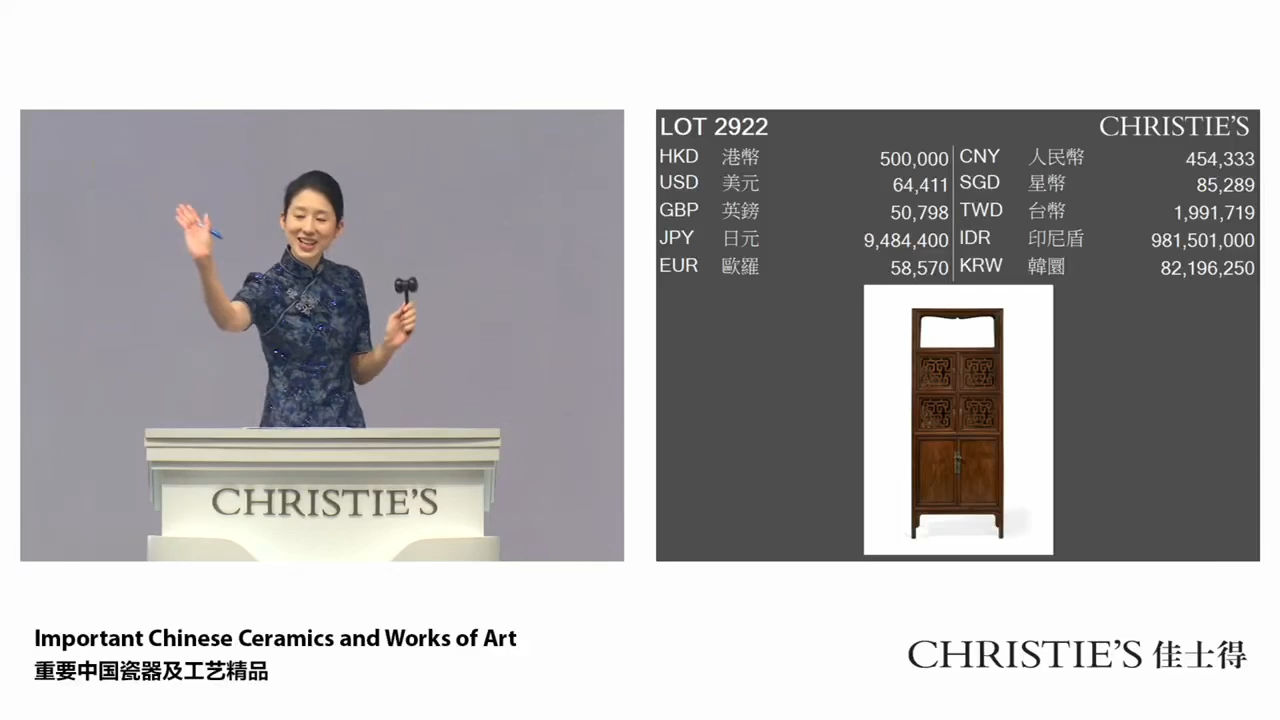 CHRISTIE'S
LOT 2922
CHRISTIE'S
HKD 港幣 500,000 CNY 人民幣 454,333
USD 美元 64,411 SGD 星幣 85,289
GBP 英鎊 50,798 TWD 台幣 1,991,719
JPY 日元 9,484,400 IDR 印尼盾 981,501,000
EUR 歐羅 58,570 KRW 韓圜 82,196,250
Important Chinese Ceramics and Works of Art
重要中国瓷器及工艺精品
CHRISTIE'S 佳士得